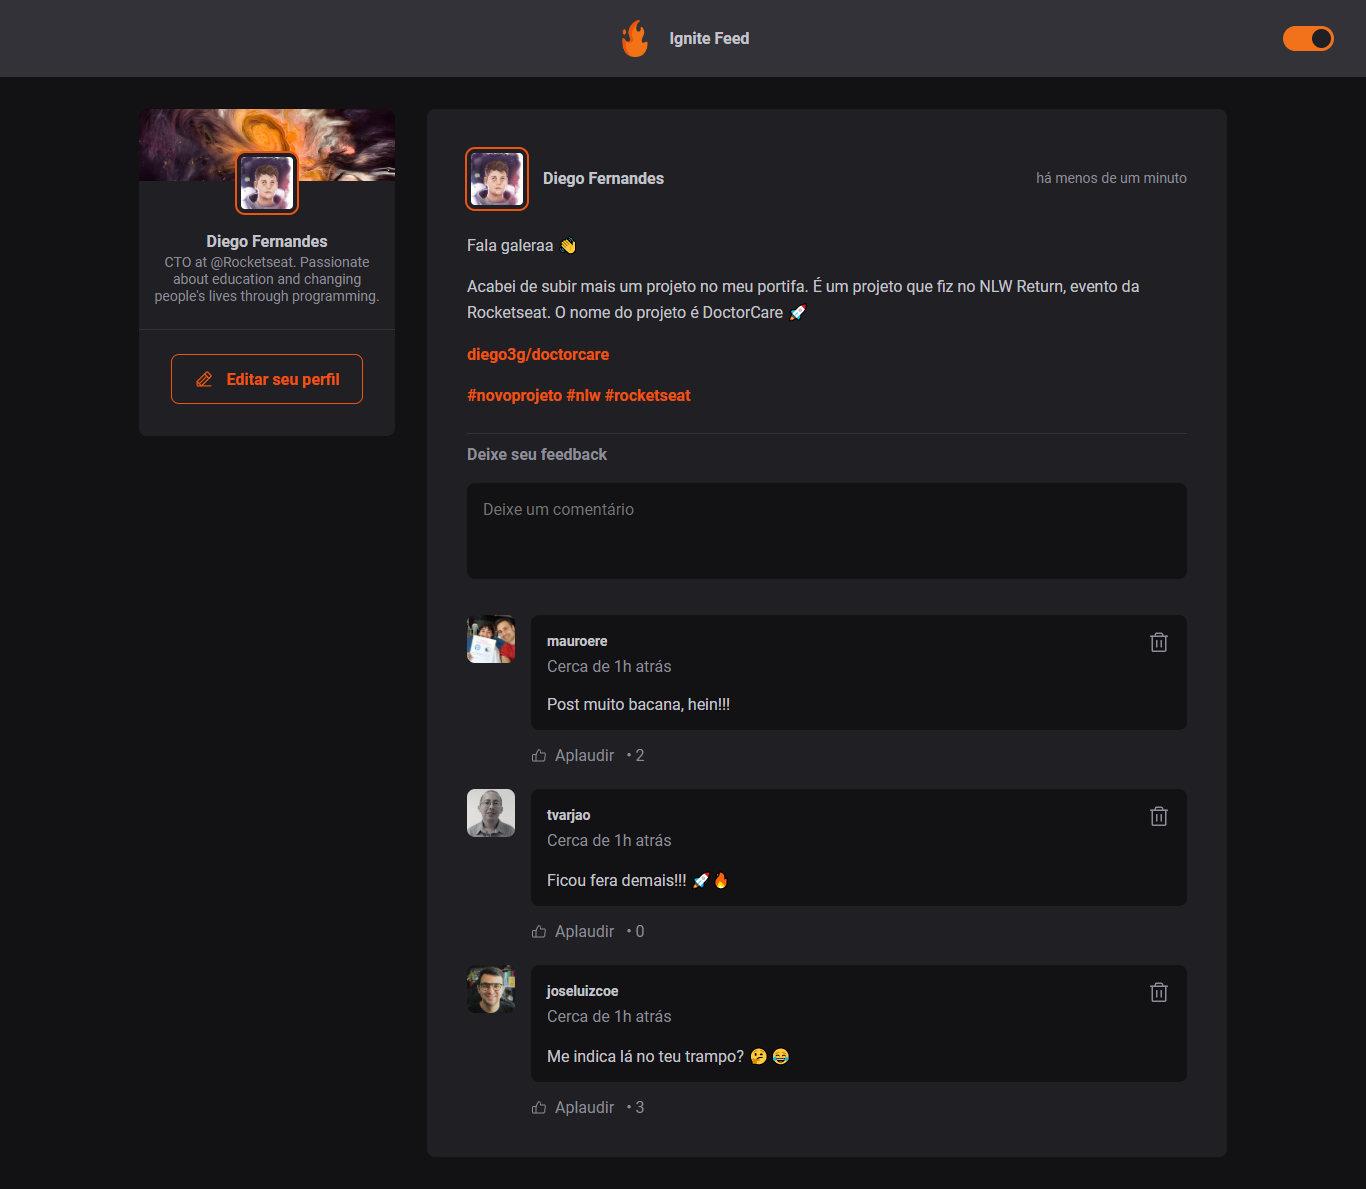 Ignite Feed
Diego Fernandes
CTO at @Rocketseat. Passionate
about education and changing
people's lives through programming.
Editar seu perfil
Diego Fernandes
há menos de um minuto
Fala galeraa 👋
Acabei de subir mais um projeto no meu portifa. É um projeto que fiz no NLW Return, evento da
Rocketseat. O nome do projeto é DoctorCare 🚀
diego3g/doctorcare
#novoprojeto #nlw #rocketseat
Deixe seu feedback
Deixe um comentário
mauroere
Cerca de 1h atrás
Post muito bacana, hein!!!
Aplaudir • 2
tvarjao
Cerca de 1h atrás
Ficou fera demais!!! 🚀🔥
Aplaudir • 0
joseluizcoe
Cerca de 1h atrás
Me indica lá no teu trampo? 🤔😂
Aplaudir • 3